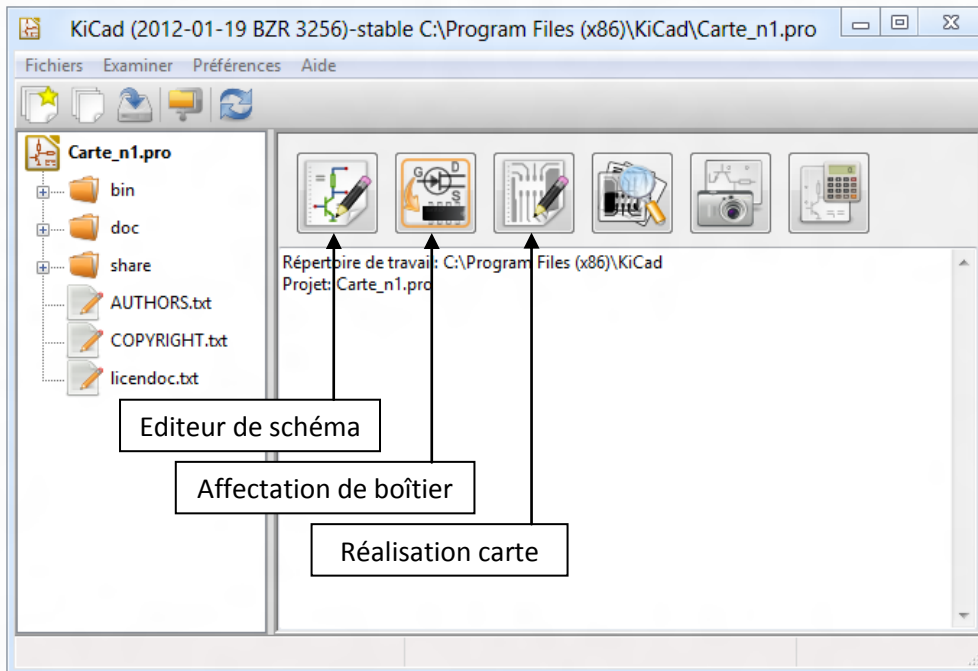 KiCad (2012-01-19 BZR 3256)-stable C:\Program Files (x86)\KiCad\Carte_n1.pro
Fichiers Examiner Préférences Aide
Carte_n1.pro
bin
doc
share
AUTHORS.txt
COPYRIGHT.txt
licendoc.txt
G D S
Répertoire de travail: C:\Program Files (x86)\KiCad
Projet: Carte_n1.pro
Editeur de schéma
Affectation de boîtier
Réalisation carte